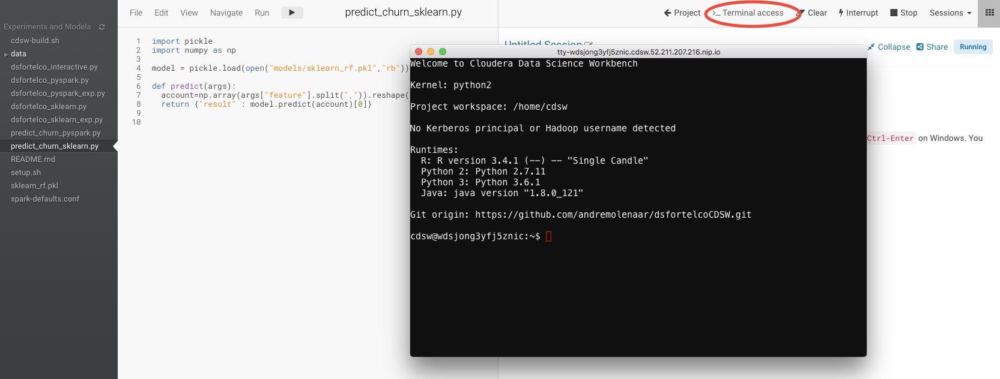 File Edit View Navigate Run
predict_churn_sklearn.py
Project >_ Terminal access Clear Interrupt Stop Sessions
Experiments and Models
cdsw-build.sh
data
dsfortelco_interactive.py
dsfortelco_pyspark.py
dsfortelco_pyspark_exp.py
dsfortelco_sklearn.py
dsfortelco_sklearn_exp.py
predict_churn_pyspark.py
predict_churn_sklearn.py
README.md
setup.sh
sklearn_rf.pkl
spark-defaults.conf
1 import pickle
2 import numpy as np
3
4 model = pickle.load(open("models/sklearn_rf.pkl","rb"))
5
6 def predict(args):
7   account=np.array(args["feature"].split(",")).reshape(
8   return {"result" : model.predict(account)[0]}
9
10
Untitled Session
Collapse Share Running
tty-wdsjong3yfj5znic.cdsw.52.211.207.216.nip.io
Welcome to Cloudera Data Science Workbench
Kernel: python2
Project workspace: /home/cdsw
No Kerberos principal or Hadoop username detected
Runtimes:
  R: R version 3.4.1 (--) -- "Single Candle"
  Python 2: Python 2.7.11
  Python 3: Python 3.6.1
  Java: java version "1.8.0_121"
Git origin: https://github.com/andremolenaar/dsfortelcoCDSW.git
cdsw@wdsjong3yfj5znic:~$
Ctrl-Enter on Windows. You